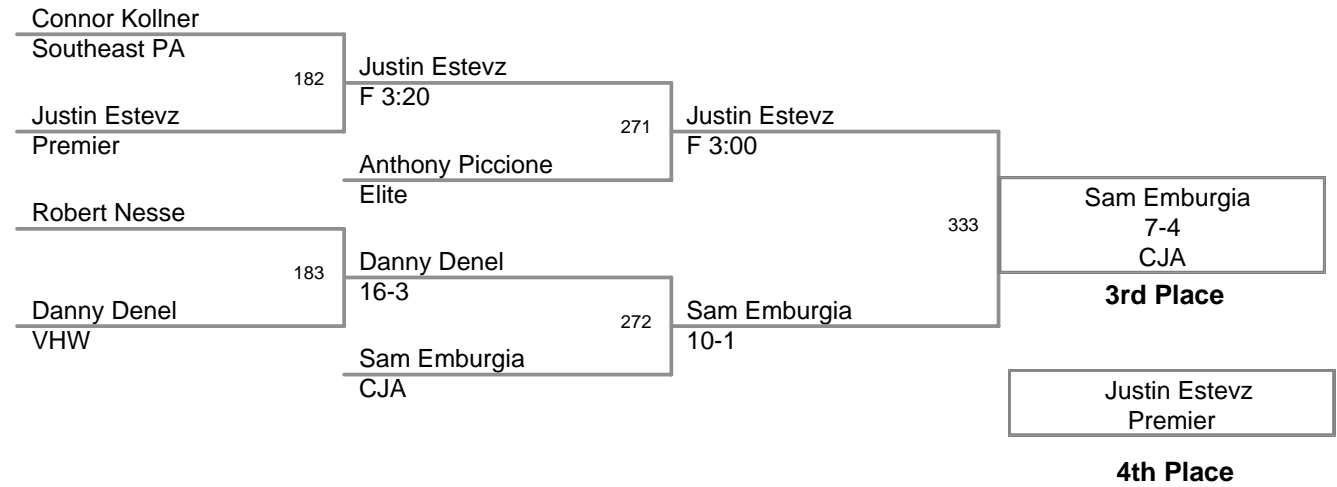 Connor Kollner
Southeast PA
182
Justin Estevz
F 3:20
Justin Estevz
Premier
271
Justin Estevz
F 3:00
Anthony Piccione
Elite
Robert Nesse
333
Sam Emburgia
7-4
CJA
3rd Place
183
Danny Denel
16-3
Danny Denel
VHW
272
Sam Emburgia
10-1
Sam Emburgia
CJA
Justin Estevz
Premier
4th Place